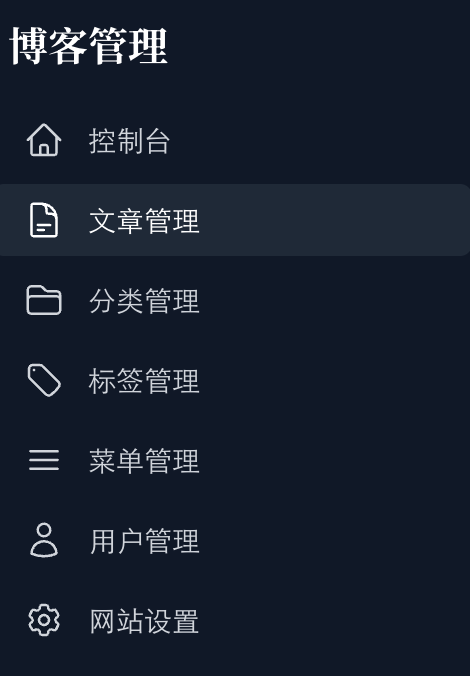 博客管理
控制台
文章管理
分类管理
标签管理
菜单管理
用户管理
网站设置